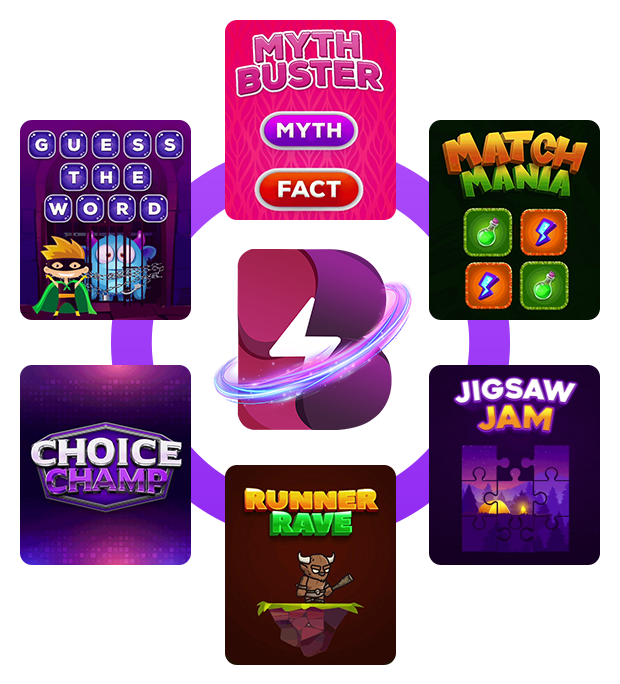 MYTH
BUSTER
MYTH
FACT
GUESS
THE
WORD
MATCH
MANIA
CHOICE
CHAMP
JIGSAW
JAM
RUNNER
RAVE
B